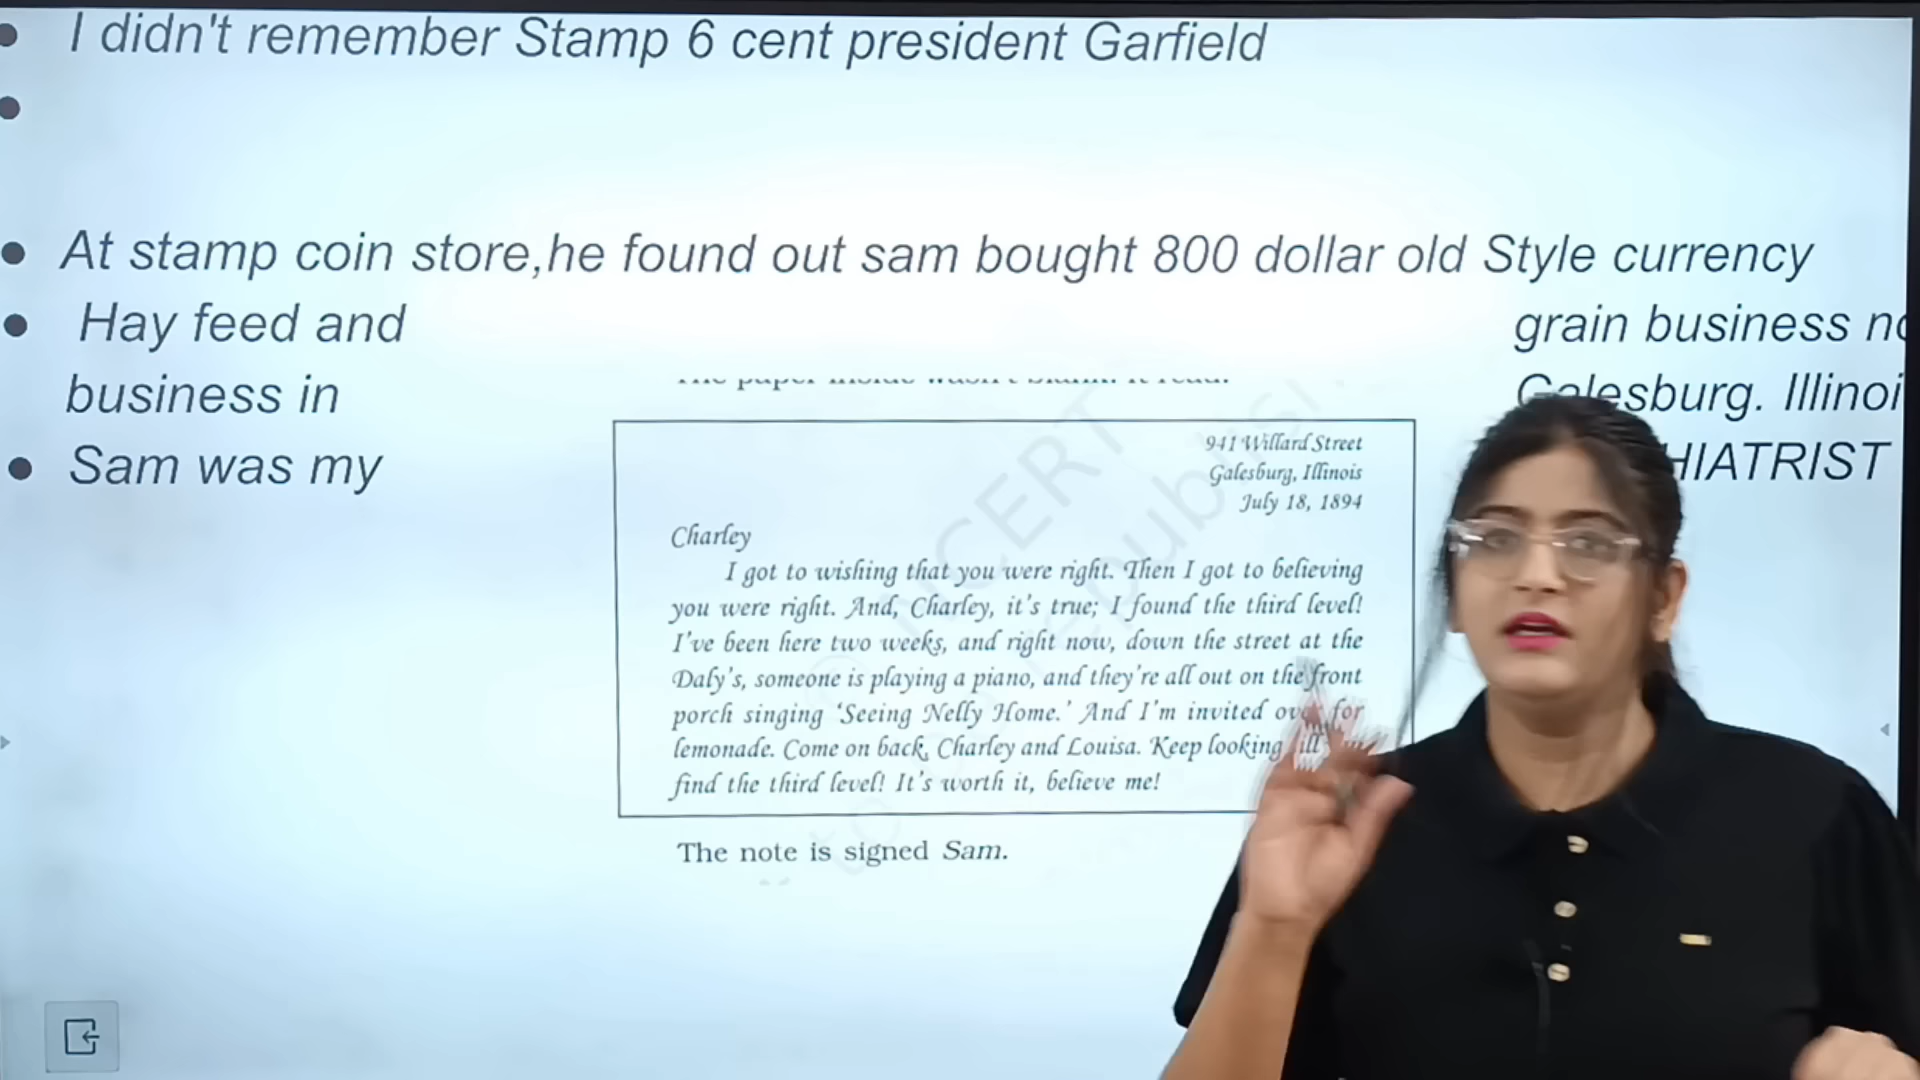 I didn't remember Stamp 6 cent president Garfield
At stamp coin store,he found out sam bought 800 dollar old Style currency
Hay feed and grain business
business in Galesburg. Illinoi
Sam was my
941 Willard Street
Galesburg, Illinois
July 18, 1894
Charley
I got to wishing that you were right. Then I got to believing
you were right. And, Charley, it's true; I found the third level!
I've been here two weeks, and right now, down the street at the
Daly's, someone is playing a piano, and they're all out on the front
porch singing ‘Seeing Nelly Home.’ And I'm invited over for
lemonade. Come on back, Charley and Louisa. Keep looking till
find the third level! It's worth it, believe me!
The note is signed Sam.
© NCERT